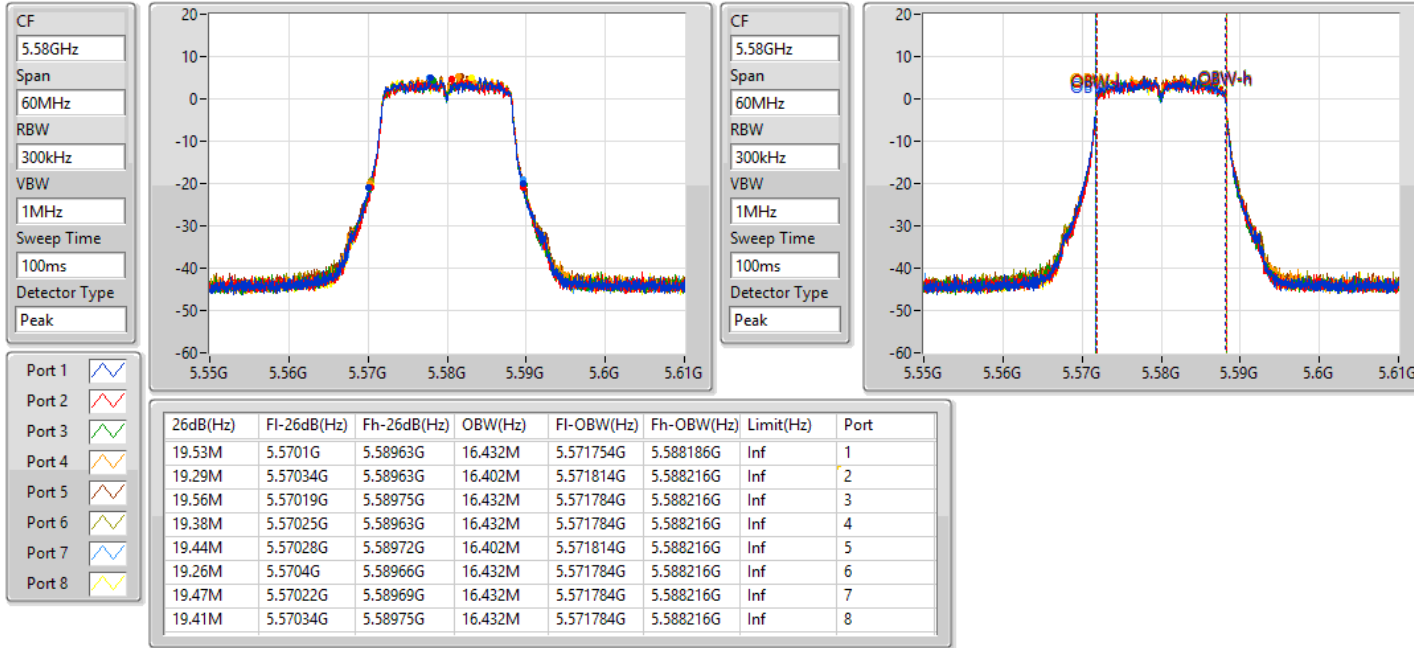 CF
5.58GHz
Span
60MHz
RBW
300kHz
VBW
1MHz
Sweep Time
100ms
Detector Type
Peak
20
10
0
-10
-20
-30
-40
-50
-60
5.55G 5.56G 5.57G 5.58G 5.59G 5.6G 5.61G
CF
5.58GHz
Span
60MHz
RBW
300kHz
VBW
1MHz
Sweep Time
100ms
Detector Type
Peak
20
10
0
-10
-20
-30
-40
-50
-60
OBW-h
5.55G 5.56G 5.57G 5.58G 5.59G 5.6G 5.61G
Port 1
Port 2
Port 3
Port 4
Port 5
Port 6
Port 7
Port 8
26dB(Hz) Fl-26dB(Hz) Fh-26dB(Hz) OBW(Hz) Fl-OBW(Hz) Fh-OBW(Hz) Limit(Hz) Port
19.53M 5.5701G 5.58963G 16.432M 5.571754G 5.588186G Inf 1
19.29M 5.57034G 5.58963G 16.402M 5.571814G 5.588216G Inf 2
19.56M 5.57019G 5.58975G 16.432M 5.571784G 5.588216G Inf 3
19.38M 5.57025G 5.58963G 16.432M 5.571784G 5.588216G Inf 4
19.44M 5.57028G 5.58972G 16.402M 5.571814G 5.588216G Inf 5
19.26M 5.5704G 5.58966G 16.432M 5.571784G 5.588216G Inf 6
19.47M 5.57022G 5.58969G 16.432M 5.571784G 5.588216G Inf 7
19.41M 5.57034G 5.58975G 16.432M 5.571784G 5.588216G Inf 8